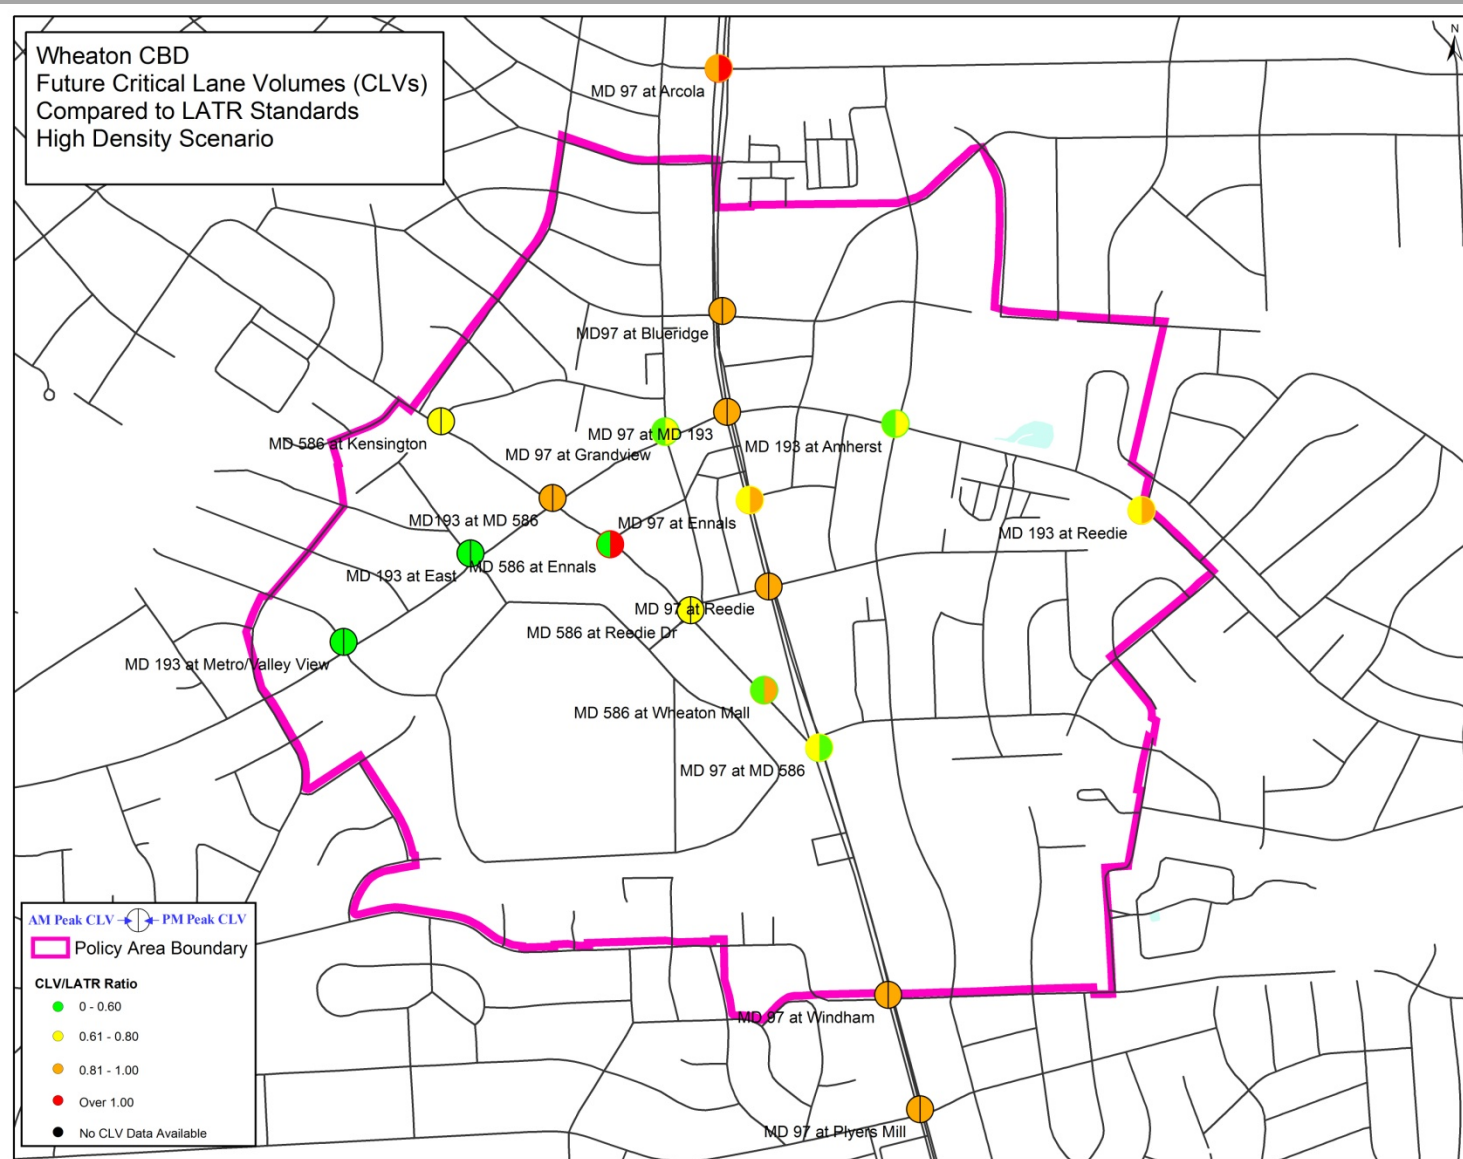 Wheaton CBD
Future Critical Lane Volumes (CLVs)
Compared to LATR Standards
High Density Scenario
N
MD 97 at Arcola
MD97 at Blueridge
MD 586 at Kensington
MD 97 at MD 193
MD 193 at Amherst
MD 97 at Grandview
MD193 at MD 586
MD 97 at Ennals
MD 193 at Reedie
MD 193 at East
MD 586 at Ennals
MD 97 at Reedie
MD 586 at Reedie Dr
MD 193 at Metro/Valley View
MD 586 at Wheaton Mall
MD 97 at MD 586
MD 97 at Windham
MD 97 at Plyers Mill
AM Peak CLV PM Peak CLV
Policy Area Boundary
CLV/LATR Ratio
0 - 0.60
0.61 - 0.80
0.81 - 1.00
Over 1.00
No CLV Data Available